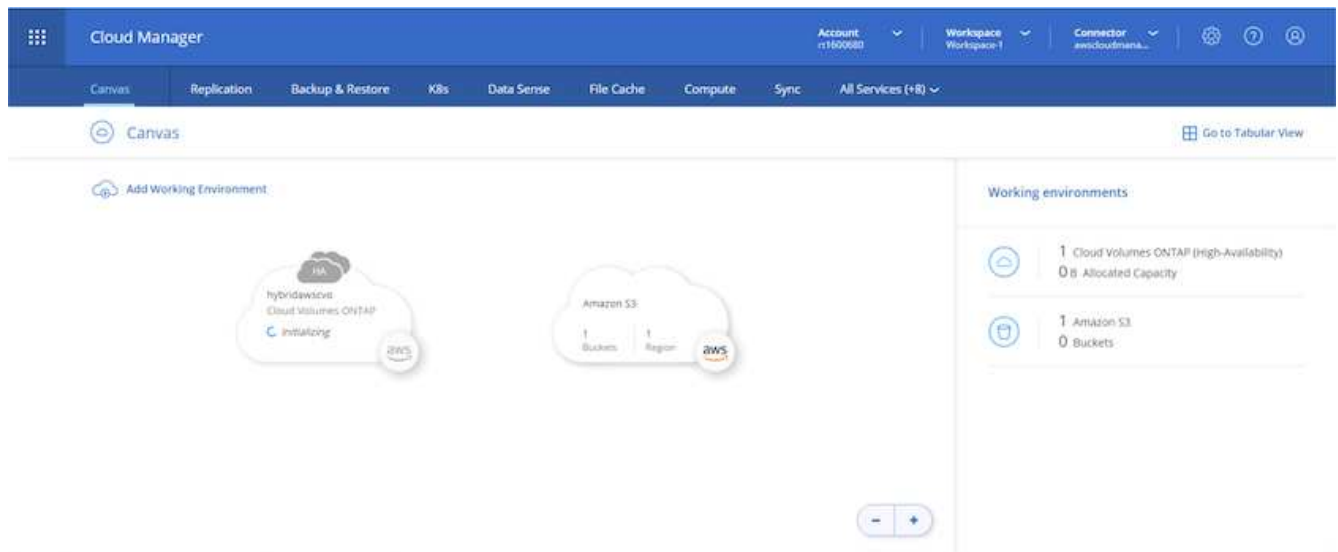 Cloud Manager
Account
rt1600680
Workspace
Workspace-1
Connector
awscloudmana...
Canvas
Replication
Backup & Restore
K8s
Data Sense
File Cache
Compute
Sync
All Services (+8)
Canvas
Go to Tabular View
Add Working Environment
HA
hybridawscvo
Cloud Volumes ONTAP
Initializing
aws
Amazon S3
1
Buckets
1
Region
aws
Working environments
1 Cloud Volumes ONTAP (High-Availability)
0 B Allocated Capacity
1 Amazon S3
0 Buckets